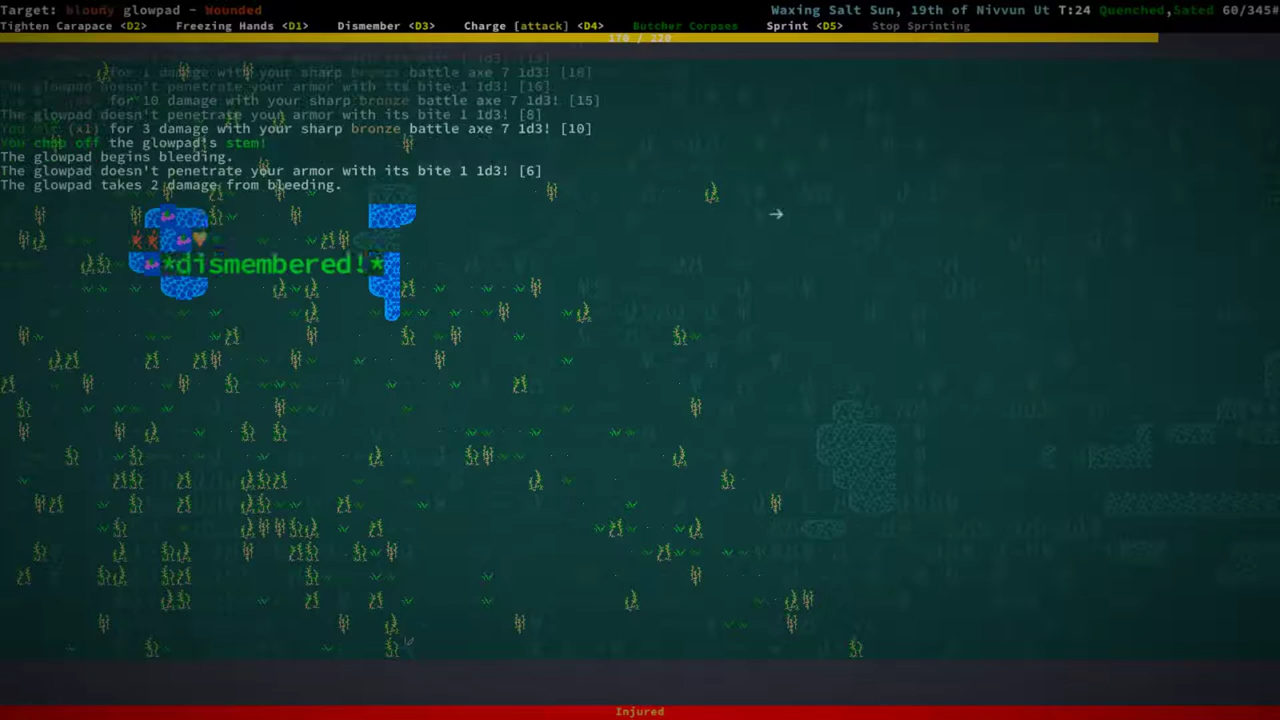 Target: bloody glowpad - Wounded
Waxing Salt Sun, 19th of Nivvun Ut T:24 Quenched,Sated 60/345#
Tighten Carapace <D2> Freezing Hands <D1> Dismember <D3> Charge [attack] <D4> Butcher Corpses Sprint <D5> Stop Sprinting
170 / 220
for 1 damage with your sharp bronze battle axe 7 1d3! [18]
The glowpad doesn't penetrate your armor with its bite 1 1d3! [16]
for 10 damage with your sharp bronze battle axe 7 1d3! [15]
The glowpad doesn't penetrate your armor with its bite 1 1d3! [8]
You hit (x1) for 3 damage with your sharp bronze battle axe 7 1d3! [10]
You chop off the glowpad's stem!
The glowpad begins bleeding.
The glowpad doesn't penetrate your armor with its bite 1 1d3! [6]
The glowpad takes 2 damage from bleeding.
*dismembered!*
Injured